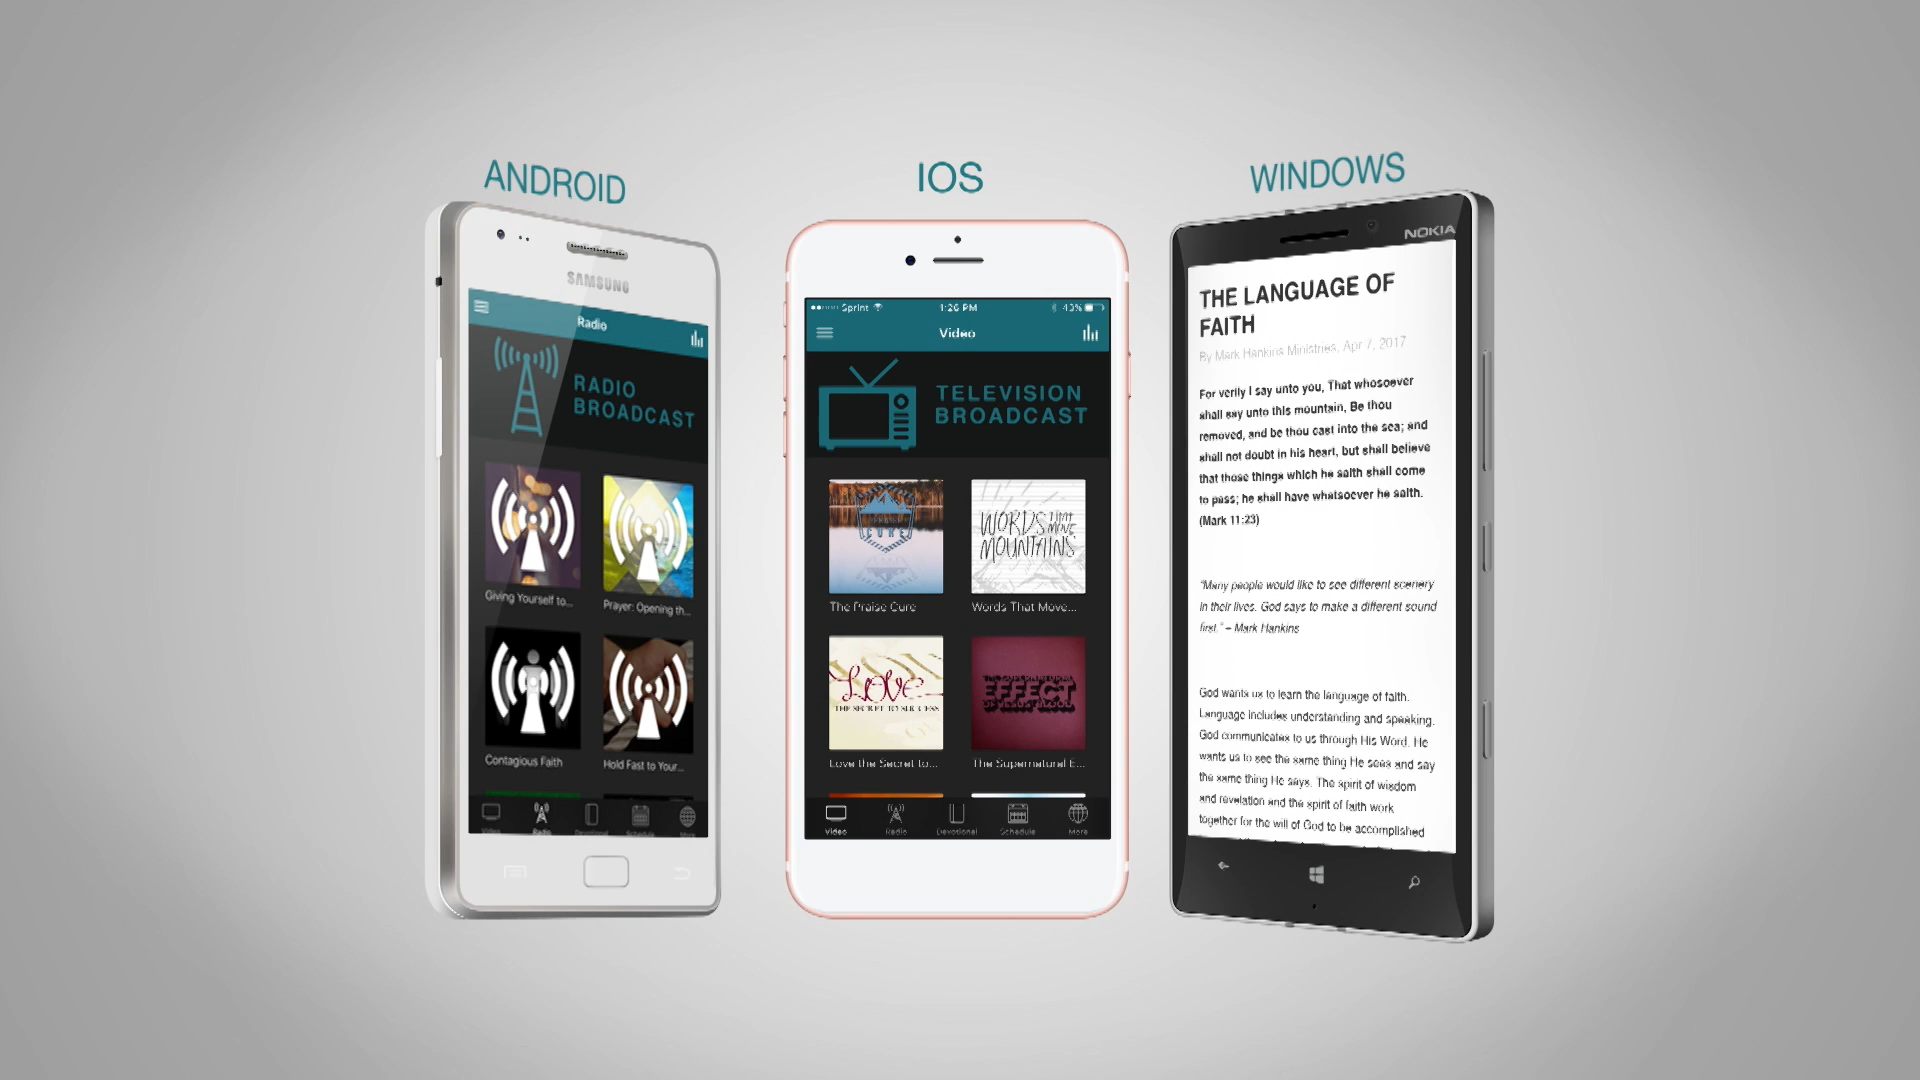 ANDROID
IOS
WINDOWS
SAMSUNG
Radio
RADIO
BROADCAST
Giving Yourself to...
Prayer: Opening th...
Contagious Faith
Hold Fast to Your...
Video
Radio
Devotional
Schedule
More
Sprint
1:26 PM
43%
Video
TELEVISION
BROADCAST
CURE
WORDS THAT
MOVE
MOUNTAINS
The Praise Cure
Words That Move...
Love
THE SECRET TO SUCCESS
THE SUPERNATURAL
EFFECT
Love the Secret to...
The Supernatural E...
Video
Radio
Devotional
Schedule
More
NOKIA
THE LANGUAGE OF
FAITH
By Mark Hankins Ministries, Apr 7, 2017
For verily I say unto you, That whosoever
shall say unto this mountain, Be thou
removed, and be thou cast into the sea; and
shall not doubt in his heart, but shall believe
that those things which he saith shall come
to pass; he shall have whatsoever he saith.
(Mark 11:23)
"Many people would like to see different scenery
in their lives. God says to make a different sound
first." – Mark Hankins
God wants us to learn the language of faith.
Language includes understanding and speaking.
God communicates to us through His Word. He
wants us to see the same thing He sees and say
the same thing He says. The spirit of wisdom
and revelation and the spirit of faith work
together for the will of God to be accomplished